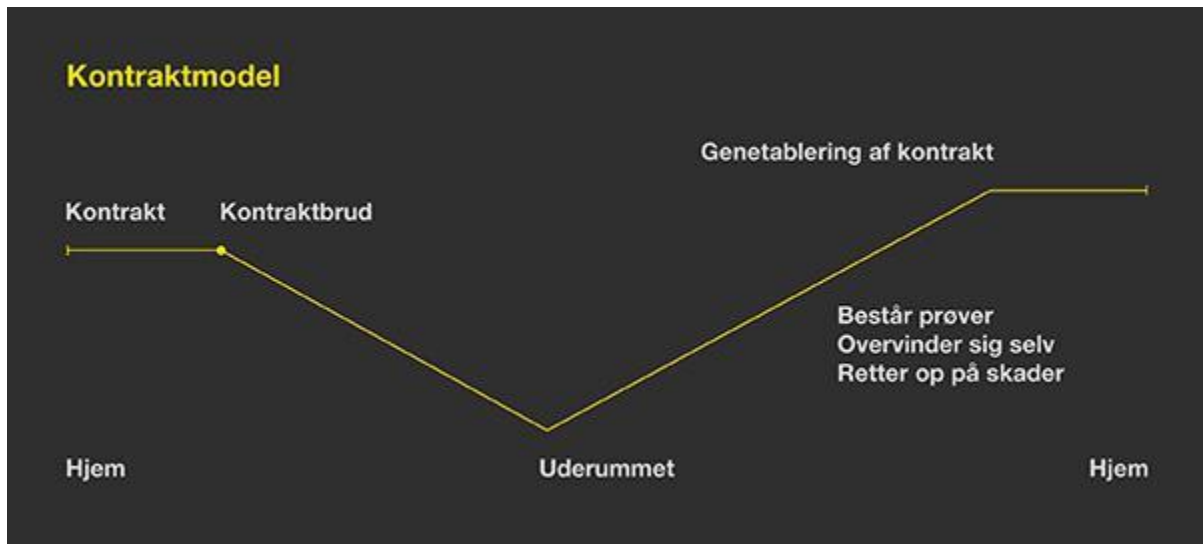 Kontraktmodel
Genetablering af kontrakt
Kontrakt
Kontraktbrud
Består prøver
Overvinder sig selv
Retter op på skader
Hjem
Uderummet
Hjem